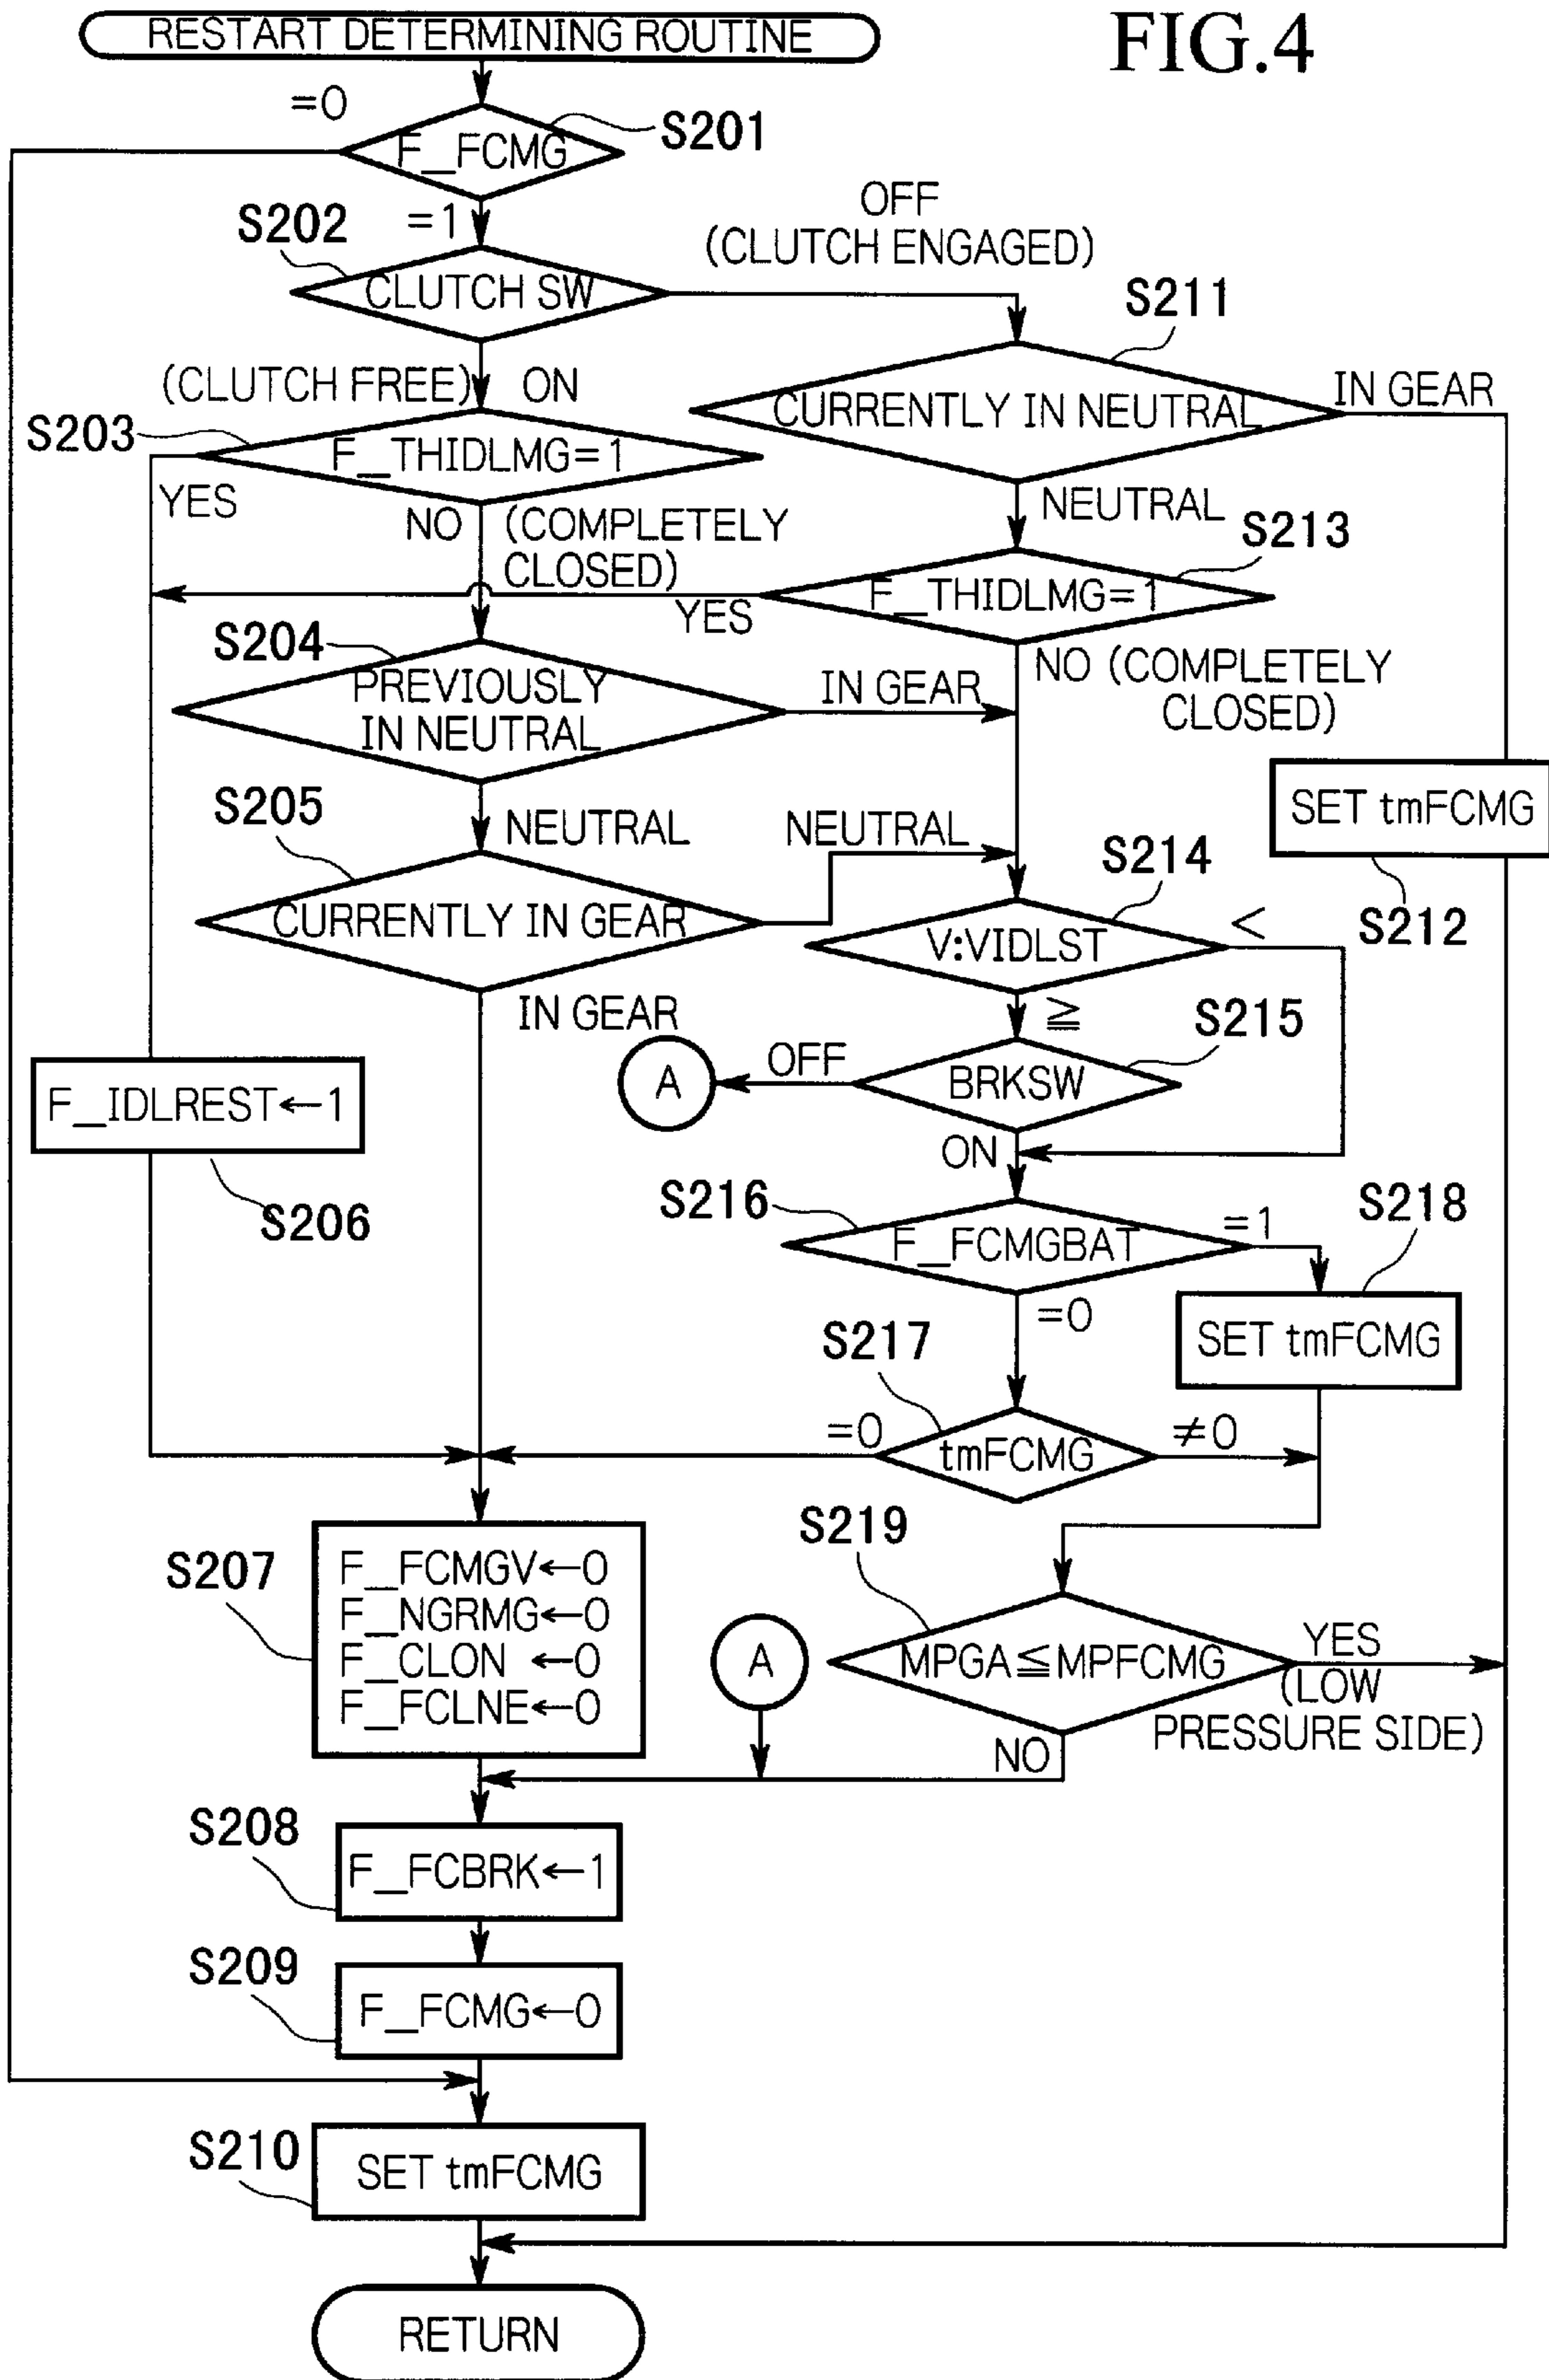 FIG.4
RESTART DETERMINING ROUTINE
=0
F_FCMG
S201
=1
S202
CLUTCH SW
OFF
(CLUTCH ENGAGED)
S211
(CLUTCH FREE)
ON
CURRENTLY IN NEUTRAL
IN GEAR
S203
F_THIDLMG=1
YES
NO
(COMPLETELY
CLOSED)
NEUTRAL
S213
F_THIDLMG=1
YES
S204
PREVIOUSLY
IN NEUTRAL
IN GEAR
NO (COMPLETELY
CLOSED)
SET tmFCMG
S212
S205
NEUTRAL
NEUTRAL
CURRENTLY IN GEAR
IN GEAR
S214
V:VIDLST
<
≧
S215
BRKSW
OFF
A
ON
F_IDLREST←1
S206
S216
F_FCMGBAT
=1
S218
=0
SET tmFCMG
S217
=0
tmFCMG
≠0
S207
F_FCMGV←0
F_NGRMG←0
F_CLON ←0
F_FCLNE←0
A
S219
MPGA≦MPFCMG
YES
(LOW
PRESSURE SIDE)
NO
S208
F_FCBRK←1
S209
F_FCMG←0
S210
SET tmFCMG
RETURN